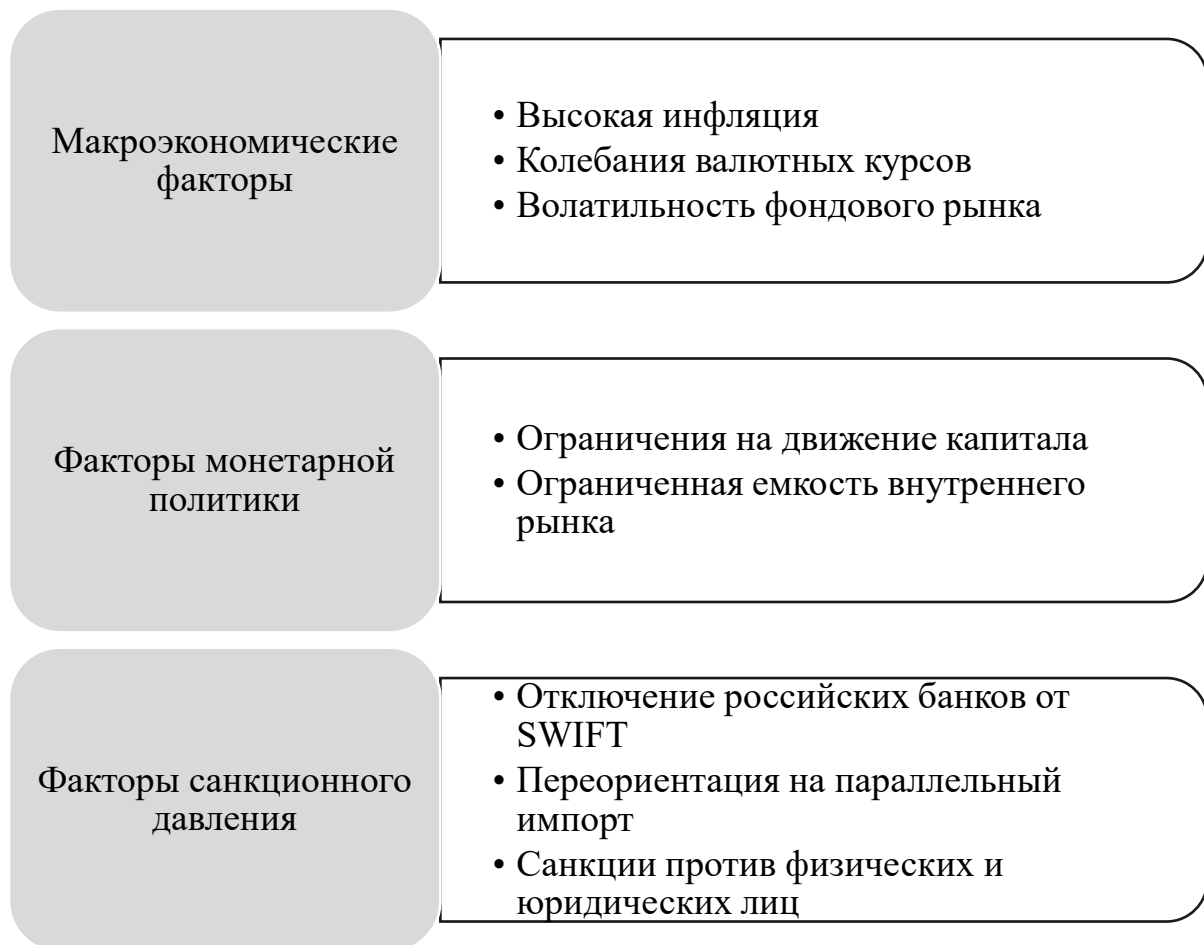 Макроэкономические
факторы
• Высокая инфляция
• Колебания валютных курсов
• Волатильность фондового рынка
Факторы монетарной
политики
• Ограничения на движение капитала
• Ограниченная емкость внутреннего
рынка
Факторы санкционного
давления
• Отключение российских банков от
SWIFT
• Переориентация на параллельный
импорт
• Санкции против физических и
юридических лиц